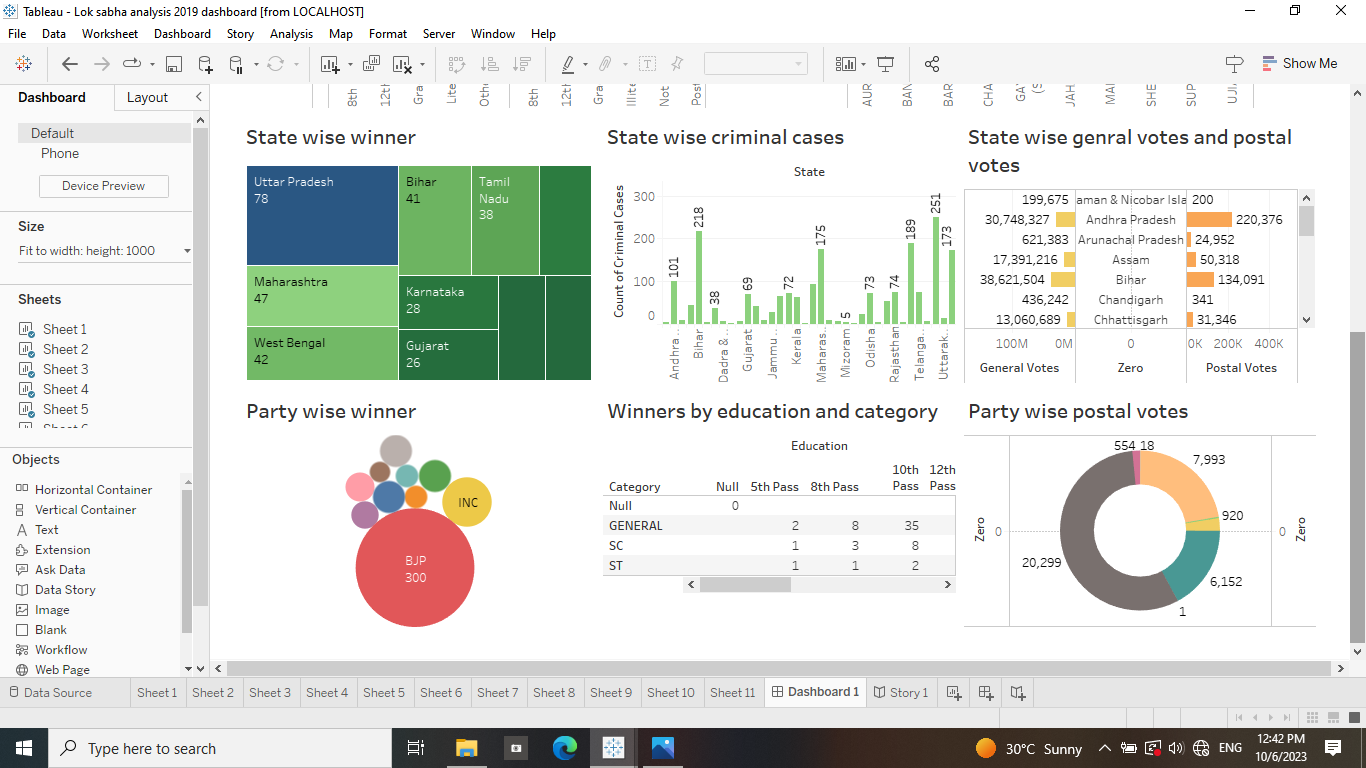 Tableau - Lok sabha analysis 2019 dashboard [from LOCALHOST]
File Data Worksheet Dashboard Story Analysis Map Format Server Window Help
Show Me
Dashboard Layout
Default
Phone
Device Preview
Size
Fit to width: height: 1000
Sheets
Sheet 1
Sheet 2
Sheet 3
Sheet 4
Sheet 5
Objects
Horizontal Container
Vertical Container
Text
Extension
Ask Data
Data Story
Image
Blank
Workflow
Web Page
8th 12th Gra Lite Oth 8th 12th Gra Illit Not Pos
AUR BAN BAR CHA GA (S JAH MAI SHE SUP UJI
State wise winner
Uttar Pradesh
78
Maharashtra
47
West Bengal
42
Bihar
41
Tamil
Nadu
38
Karnataka
28
Gujarat
26
State wise criminal cases
State
Count of Criminal Cases
300
200
100
0
101 218 38 69 72 175 5 73 74 189 251 173
Andhra.. Bihar Dadra &.. Gujarat Jammu.. Kerala Maharas.. Mizoram Odisha Rajasthan Telanga.. Uttarak..
State wise genral votes and postal
votes
199,675 aman & Nicobar Isla 200
30,748,327 Andhra Pradesh 220,376
621,383 Arunachal Pradesh 24,952
17,391,216 Assam 50,318
38,621,504 Bihar 134,091
436,242 Chandigarh 341
13,060,689 Chhattisgarh 31,346
100M 0M 0 0K 200K 400K
General Votes Zero Postal Votes
Party wise winner
INC
BJP
300
Winners by education and category
Education
10th 12th
Category Null 5th Pass 8th Pass Pass Pass
Null 0
GENERAL 2 8 35
SC 1 3 8
ST 1 1 2
Party wise postal votes
554 18
7,993
920
Zero 0 0 Zero
20,299
6,152
1
Data Source Sheet 1 Sheet 2 Sheet 3 Sheet 4 Sheet 5 Sheet 6 Sheet 7 Sheet 8 Sheet 9 Sheet 10 Sheet 11 Dashboard 1 Story 1
Type here to search
30°C Sunny
ENG
12:42 PM
10/6/2023